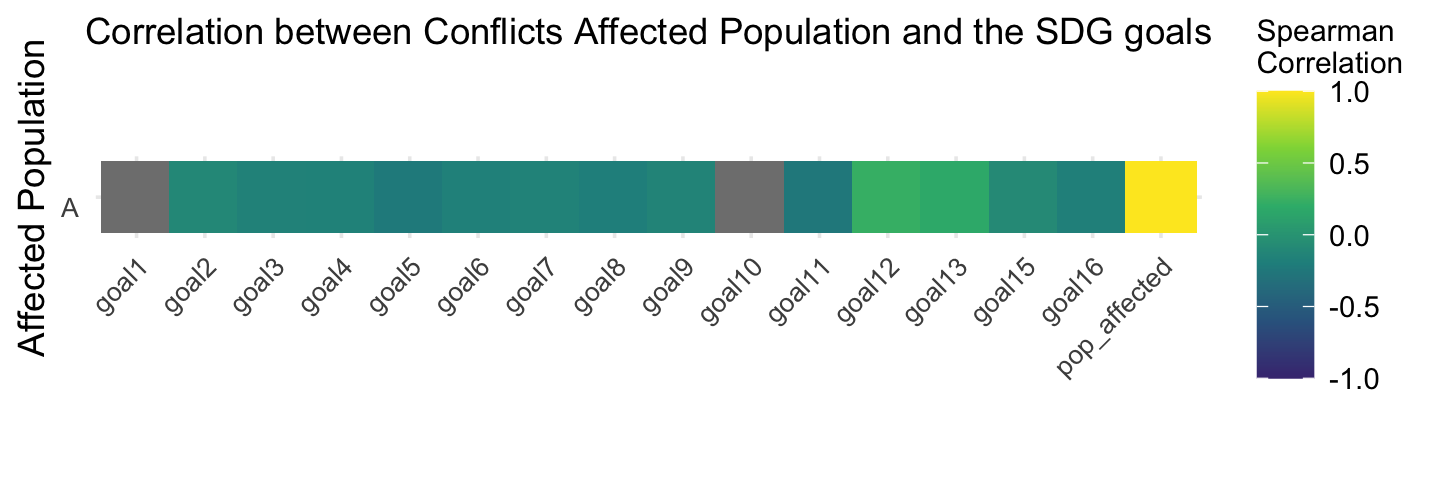 Correlation between Conflicts Affected Population and the SDG goals
Affected Population
A
goal1
goal2
goal3
goal4
goal5
goal6
goal7
goal8
goal9
goal10
goal11
goal12
goal13
goal15
goal16
pop_affected
Spearman
Correlation
1.0
0.5
0.0
-0.5
-1.0